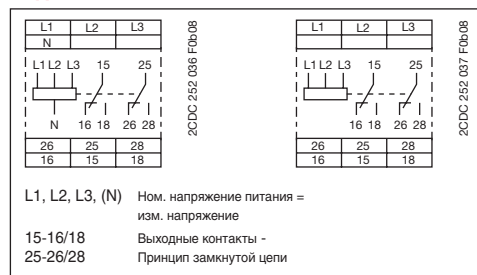 L1 L2 L3
N
L1 L2 L3 15 25
N 16 18 26 28
26 25 28
16 15 18
2CDC 252 036 F0b08
L1 L2 L3
L1 L2 L3 15 25
16 18 26 28
26 25 28
16 15 18
2CDC 252 037 F0b08
L1, L2, L3, (N) Ном. напряжение питания =
изм. напряжение
15-16/18 Выходные контакты -
25-26/28 Принцип замкнутой цепи